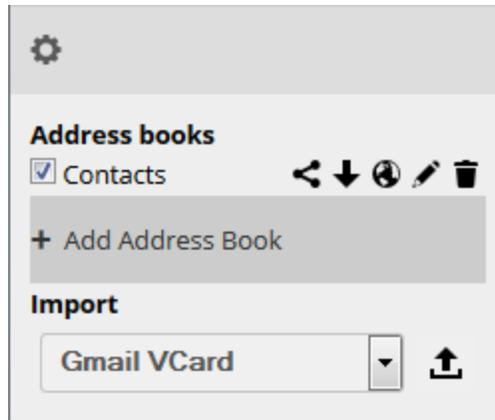 Address books
Contacts
+ Add Address Book
Import
Gmail VCard